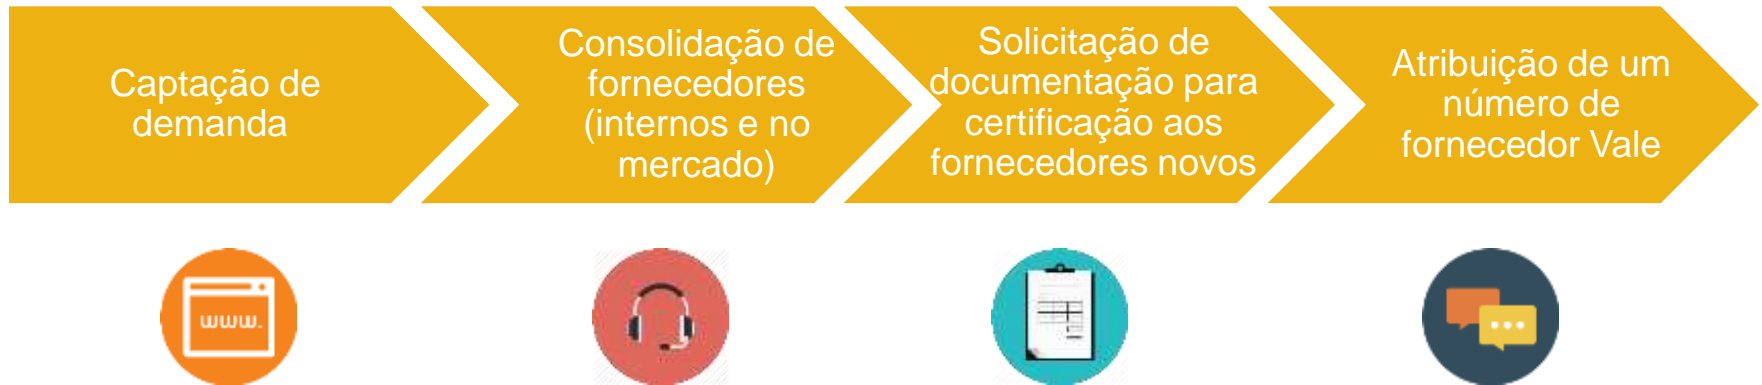 Captação de
demanda
Consolidação de
fornecedores
(internos e no
mercado)
Solicitação de
documentação para
certificação aos
fornecedores novos
Atribuição de um
número de
fornecedor Vale
www.